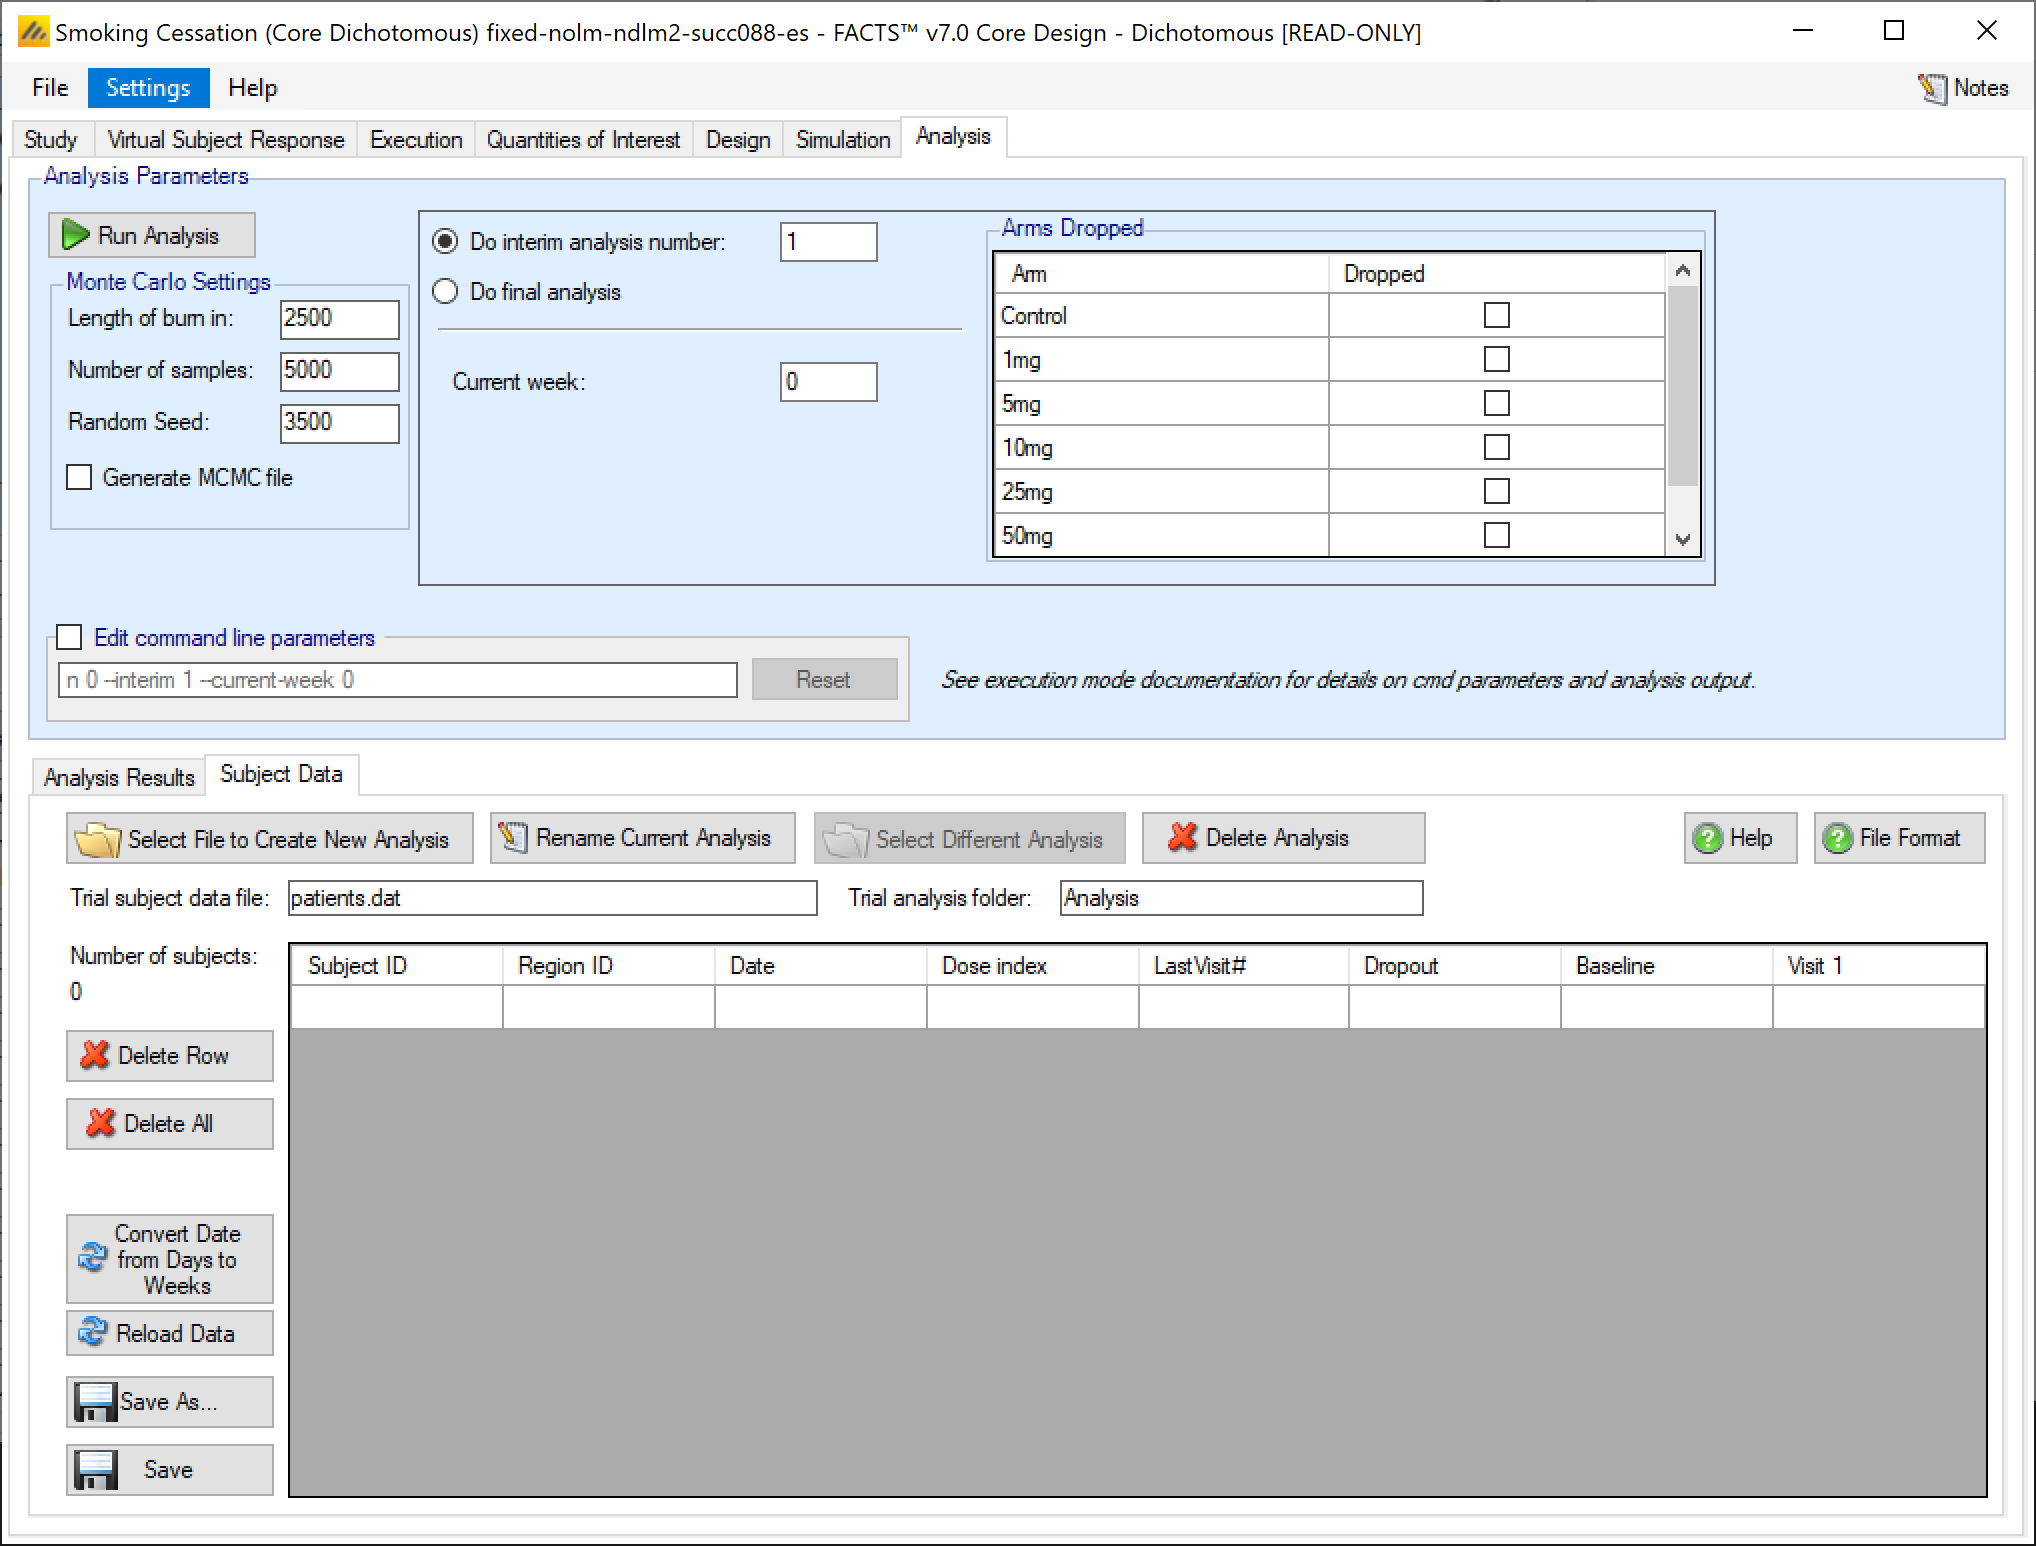 Smoking Cessation (Core Dichotomous) fixed-nolm-ndlm2-succ088-es - FACTS™ v7.0 Core Design - Dichotomous [READ-ONLY]
File Settings Help Notes
Study Virtual Subject Response Execution Quantities of Interest Design Simulation Analysis
Analysis Parameters
Run Analysis
Monte Carlo Settings
Length of burn in: 2500
Number of samples: 5000
Random Seed: 3500
Generate MCMC file
Do interim analysis number: 1
Do final analysis
Current week: 0
Arms Dropped
Arm Dropped
Control
1mg
5mg
10mg
25mg
50mg
Edit command line parameters
n 0 --interim 1 --current-week 0 Reset
See execution mode documentation for details on cmd parameters and analysis output.
Analysis Results Subject Data
Select File to Create New Analysis Rename Current Analysis Select Different Analysis Delete Analysis Help File Format
Trial subject data file: patients.dat Trial analysis folder: Analysis
Number of subjects:
0
Subject ID Region ID Date Dose index LastVisit# Dropout Baseline Visit 1
Delete Row
Delete All
Convert Date
from Days to
Weeks
Reload Data
Save As...
Save